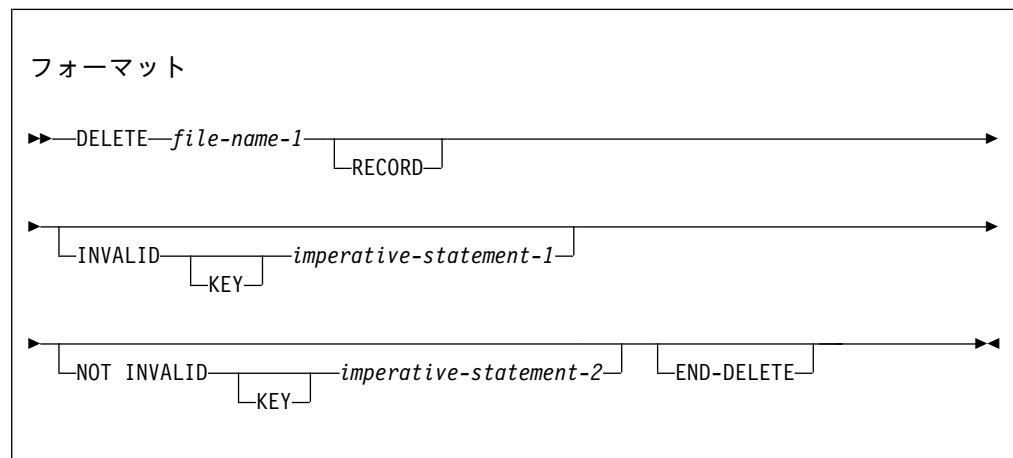 フォーマット
DELETE file-name-1
RECORD
INVALID imperative-statement-1
KEY
NOT INVALID imperative-statement-2 END-DELETE
KEY